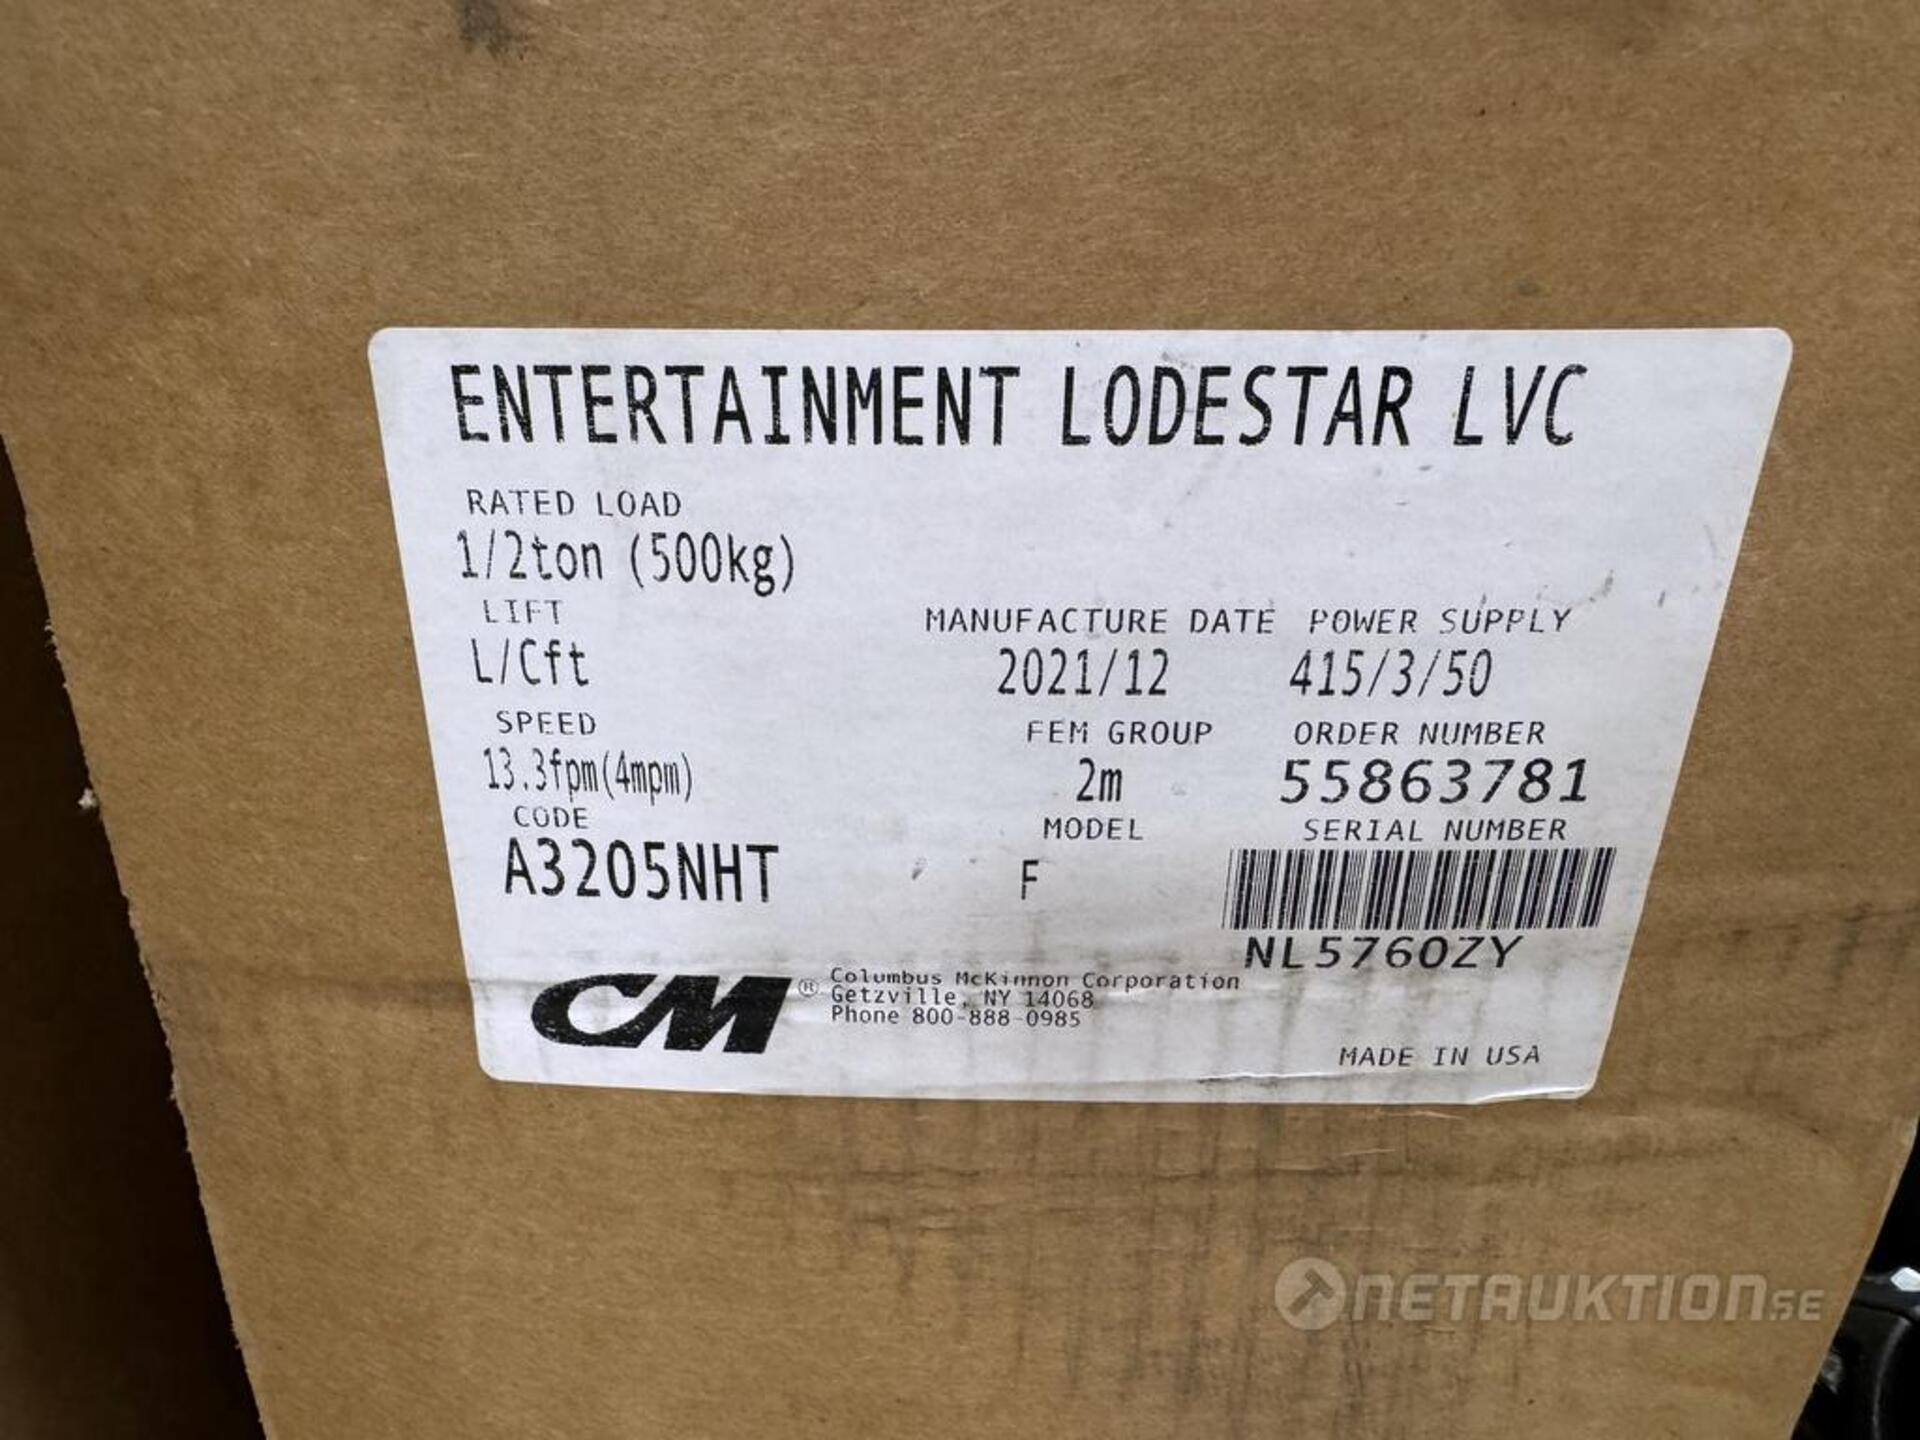 ENTERTAINMENT LODESTAR LVC
RATED LOAD
1/2ton (500kg)
LIFT
L/Cft
MANUFACTURE DATE
2021/12
POWER SUPPLY
415/3/50
SPEED
13.3fpm(4mpm)
FEM GROUP
2m
ORDER NUMBER
55863781
CODE
A3205NHT
MODEL
F
SERIAL NUMBER
NL5760ZY
CM®
Columbus McKinnon Corporation
Getzville, NY 14068
Phone 800-888-0985
MADE IN USA
NETAUKTION.SE